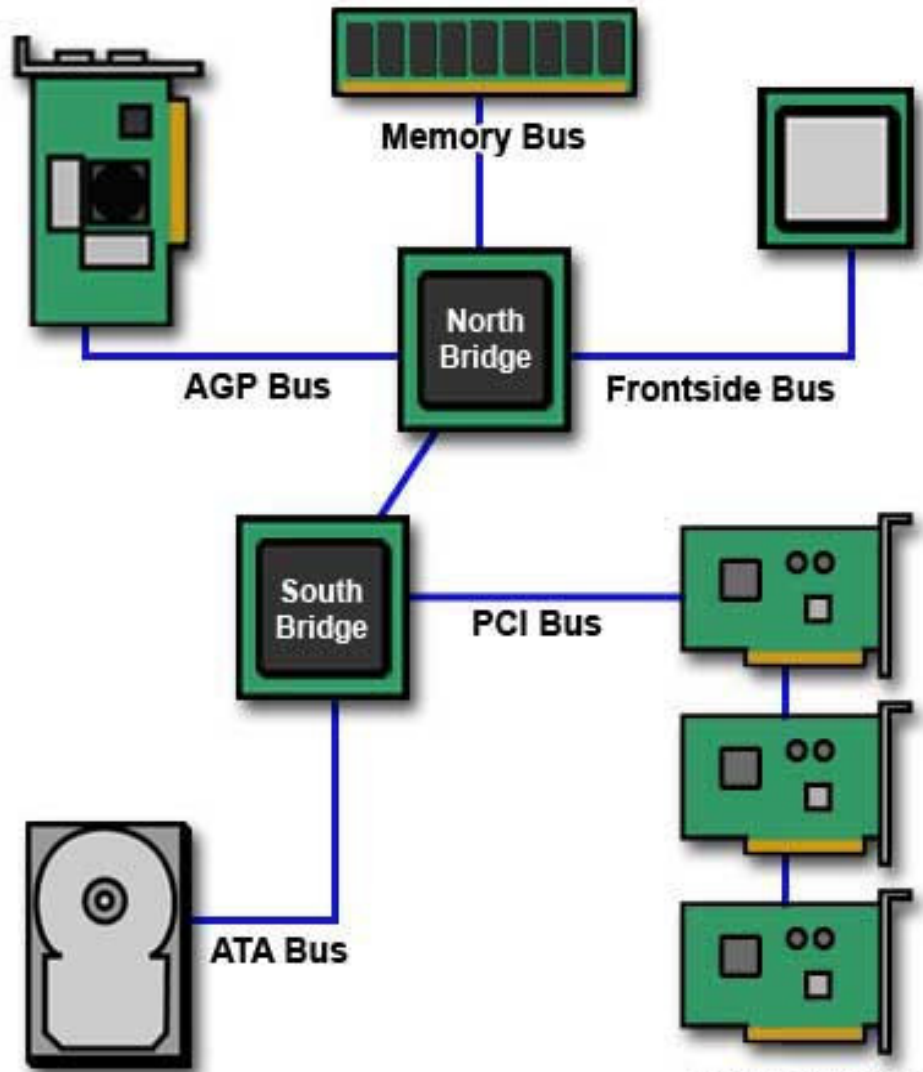 Memory Bus
North
Bridge
AGP Bus
Frontside Bus
South
Bridge
PCI Bus
ATA Bus